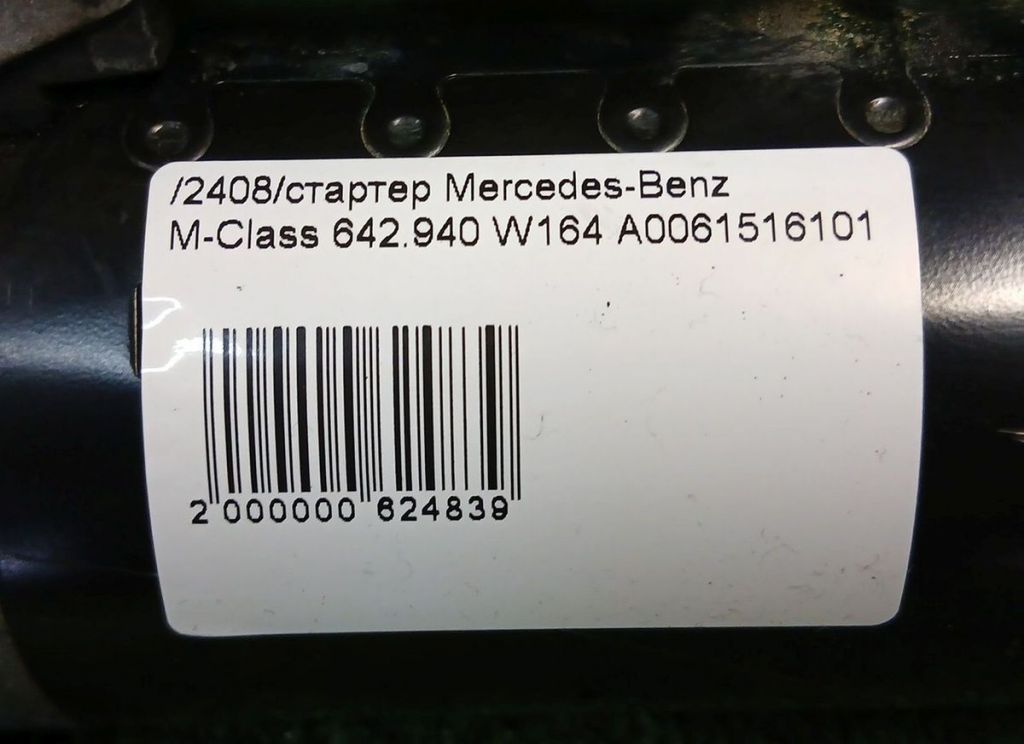 /2408/стартер Mercedes-Benz
M-Class 642.940 W164 A0061516101
2 000000 624839